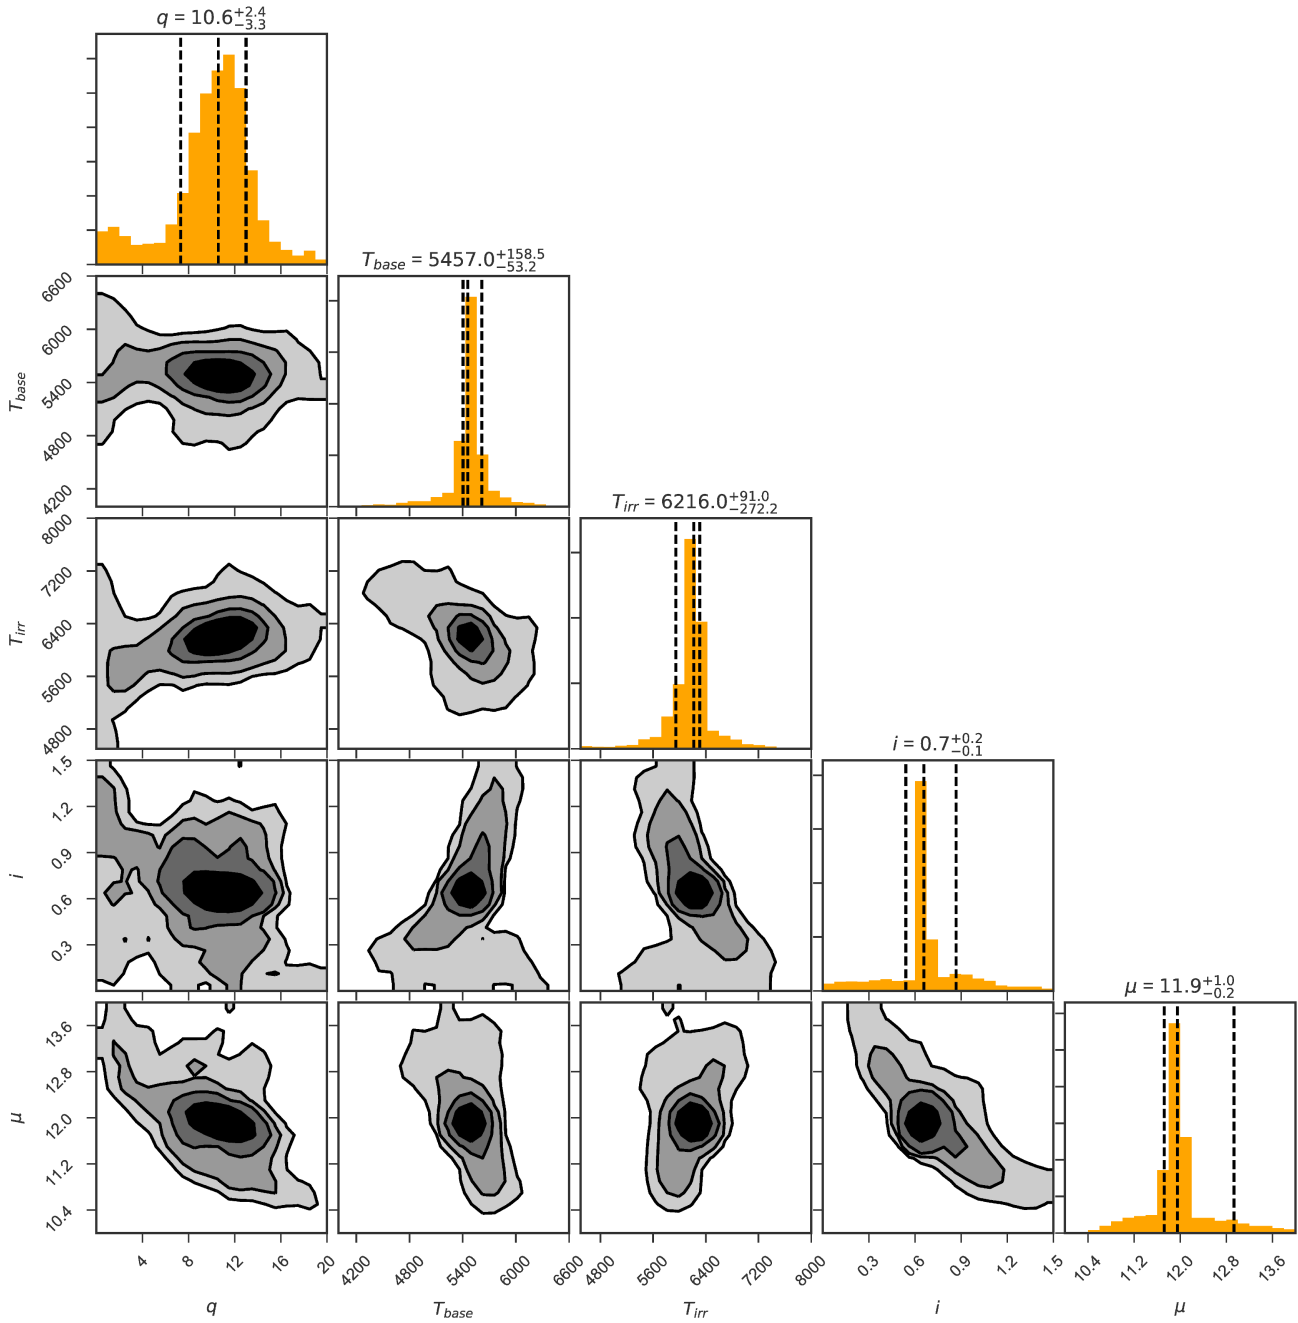 q = 10.6+2.4−3.3
Tbase = 5457.0+158.5−53.2
6600
6000
5400
4800
4200
Tbase
Tirr = 6216.0+91.0−272.2
8000
7200
6400
5600
4800
Tirr
i = 0.7+0.2−0.1
1.5
1.2
0.9
0.6
0.3
i
μ = 11.9+1.0−0.2
13.6
12.8
12.0
11.2
10.4
μ
4 8 12 16 20
4200 4800 5400 6000 6600
4800 5600 6400 7200 8000
0.3 0.6 0.9 1.2 1.5
10.4 11.2 12.0 12.8 13.6
q Tbase Tirr i μ